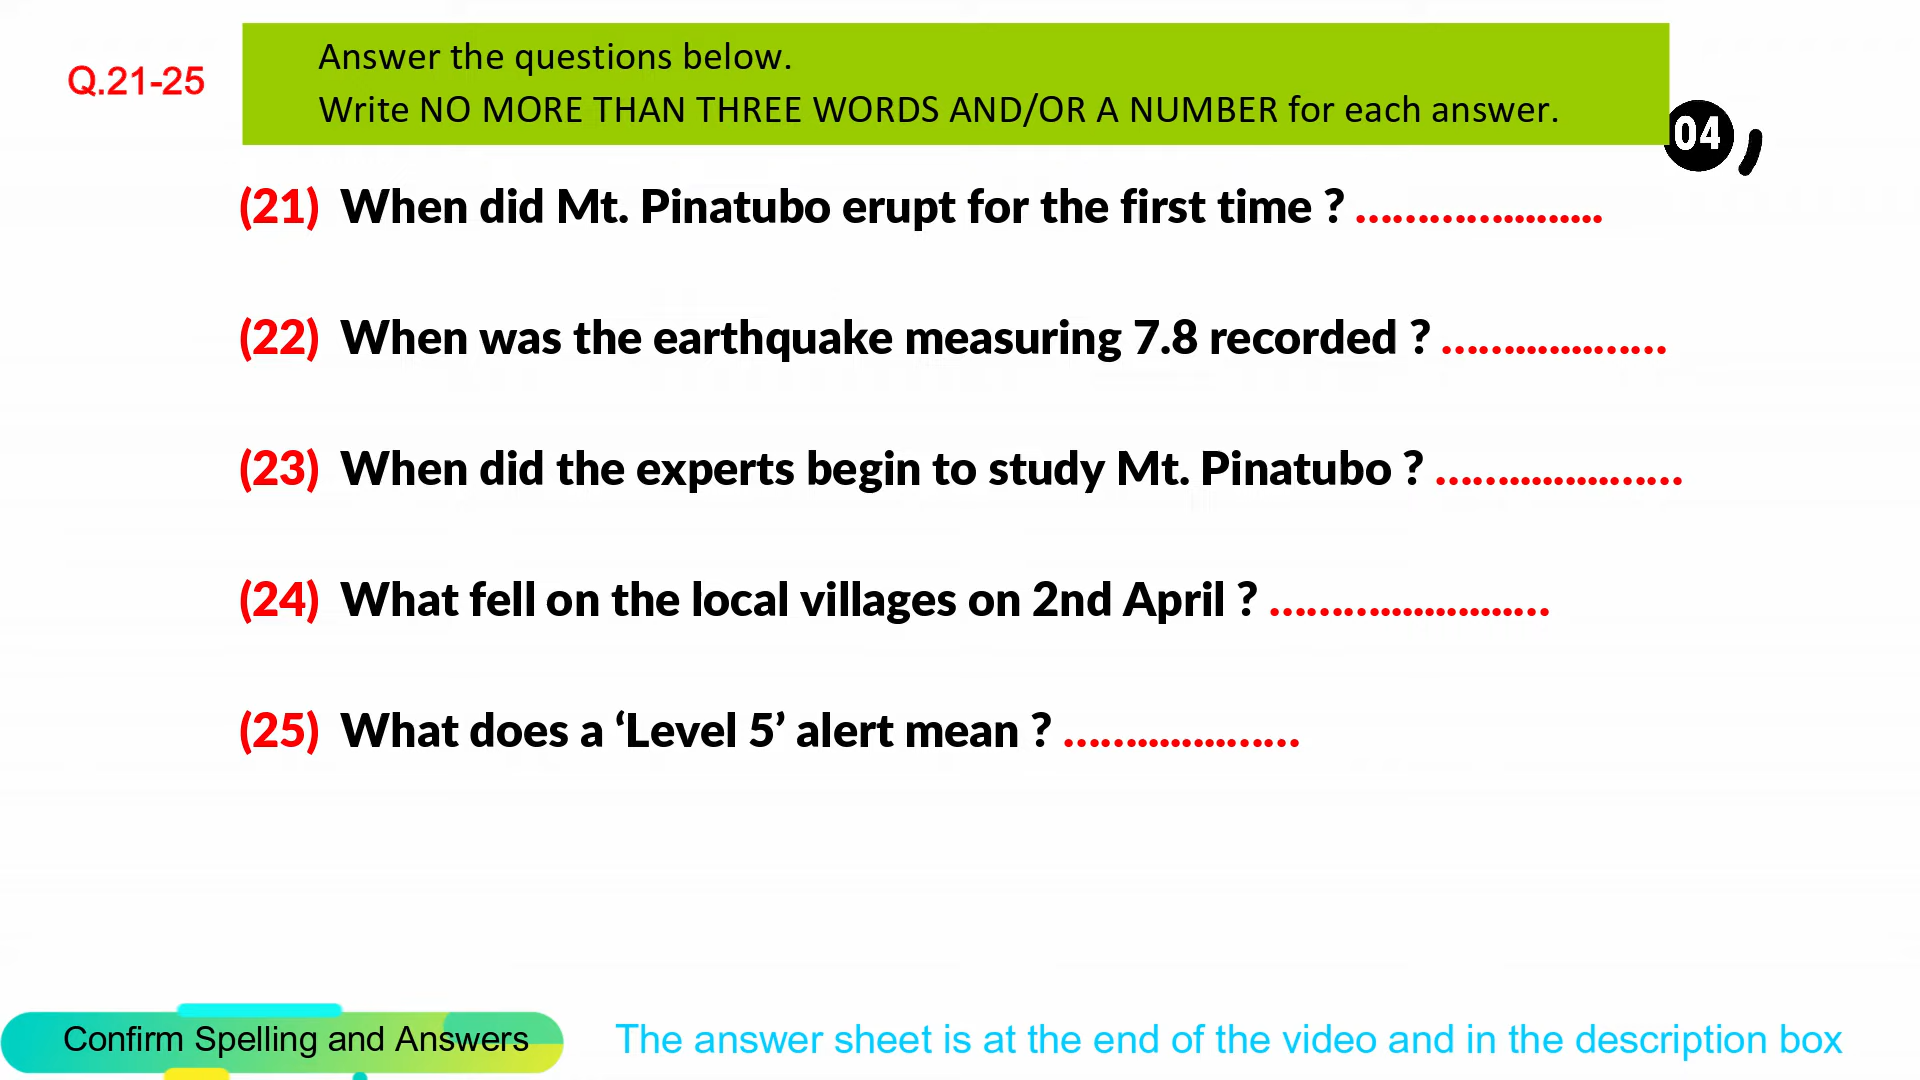 Q.21-25
Answer the questions below.
Write NO MORE THAN THREE WORDS AND/OR A NUMBER for each answer.
04
(21) When did Mt. Pinatubo erupt for the first time ? ......................
(22) When was the earthquake measuring 7.8 recorded ? ....................
(23) When did the experts begin to study Mt. Pinatubo ? ......................
(24) What fell on the local villages on 2nd April ? .........................
(25) What does a ‘Level 5’ alert mean ? .....................
Confirm Spelling and Answers
The answer sheet is at the end of the video and in the description box